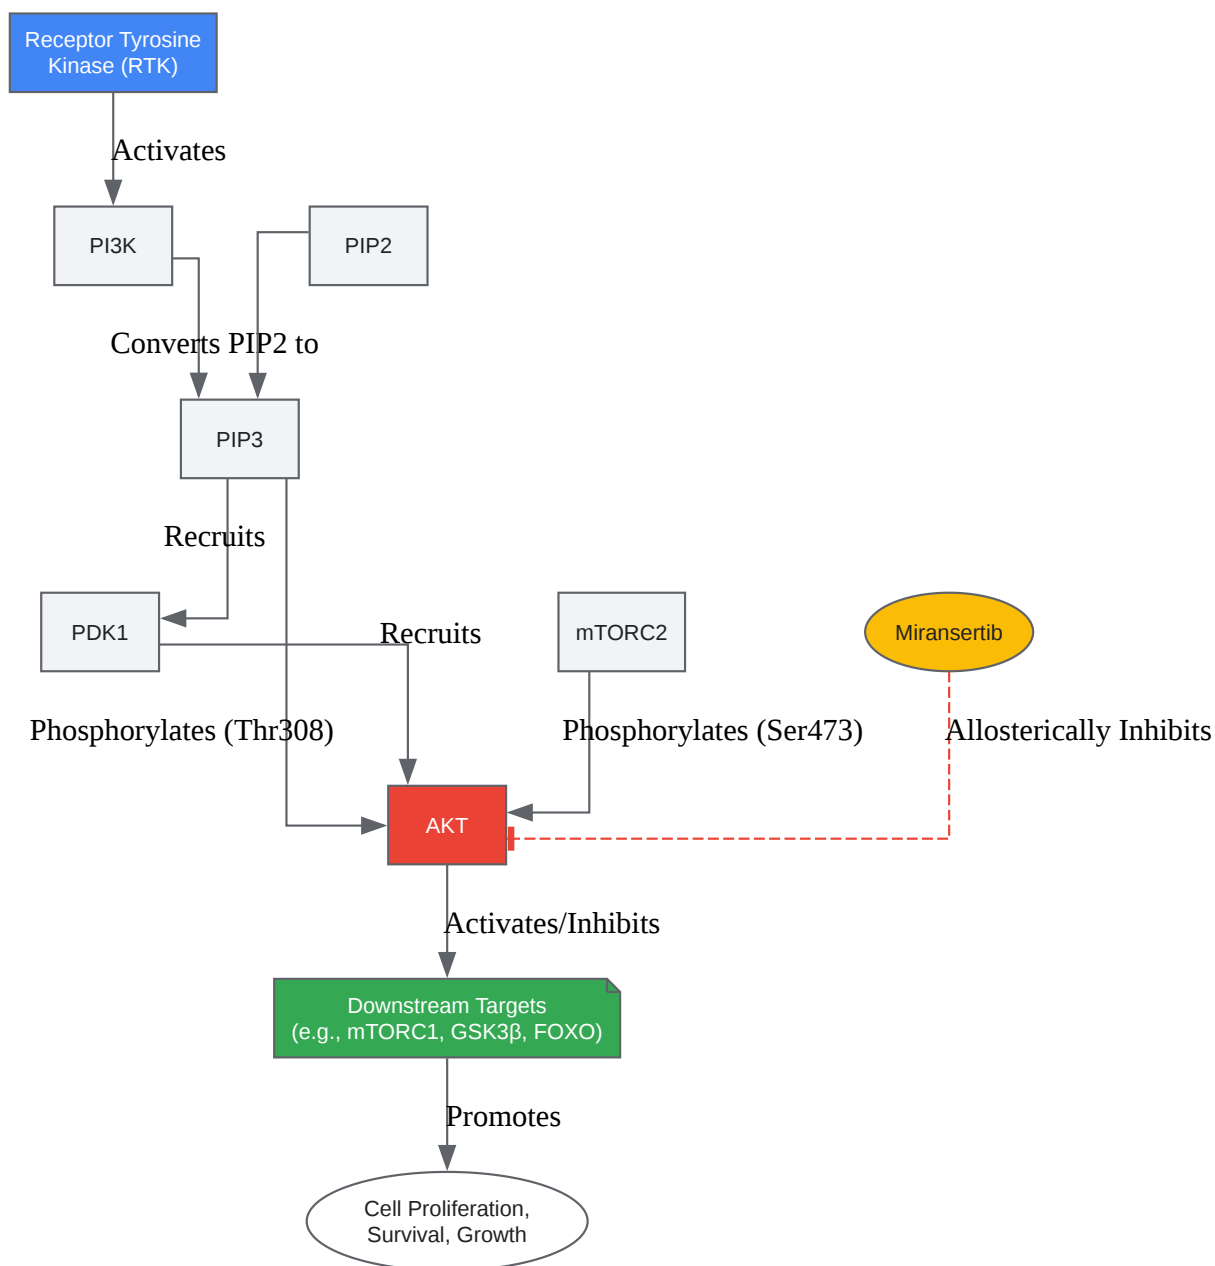 Receptor Tyrosine
Kinase (RTK)
Activates
PI3K
PIP2
Converts PIP2 to
PIP3
Recruits
PDK1
Recruits
mTORC2
Miransertib
Phosphorylates (Thr308)
Phosphorylates (Ser473)
Allosterically Inhibits
AKT
Activates/Inhibits
Downstream Targets
(e.g., mTORC1, GSK3β, FOXO)
Promotes
Cell Proliferation,
Survival, Growth